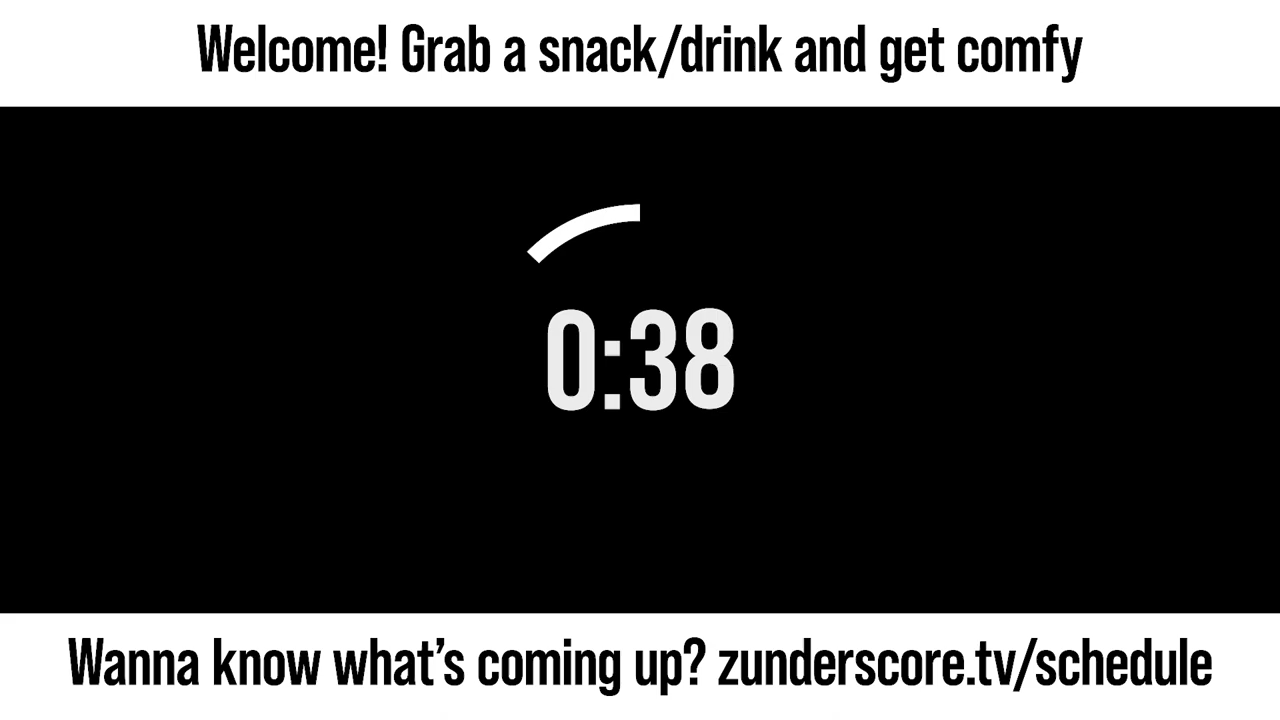 Welcome! Grab a snack/drink and get comfy
0:38
Wanna know what’s coming up? zunderscore.tv/schedule